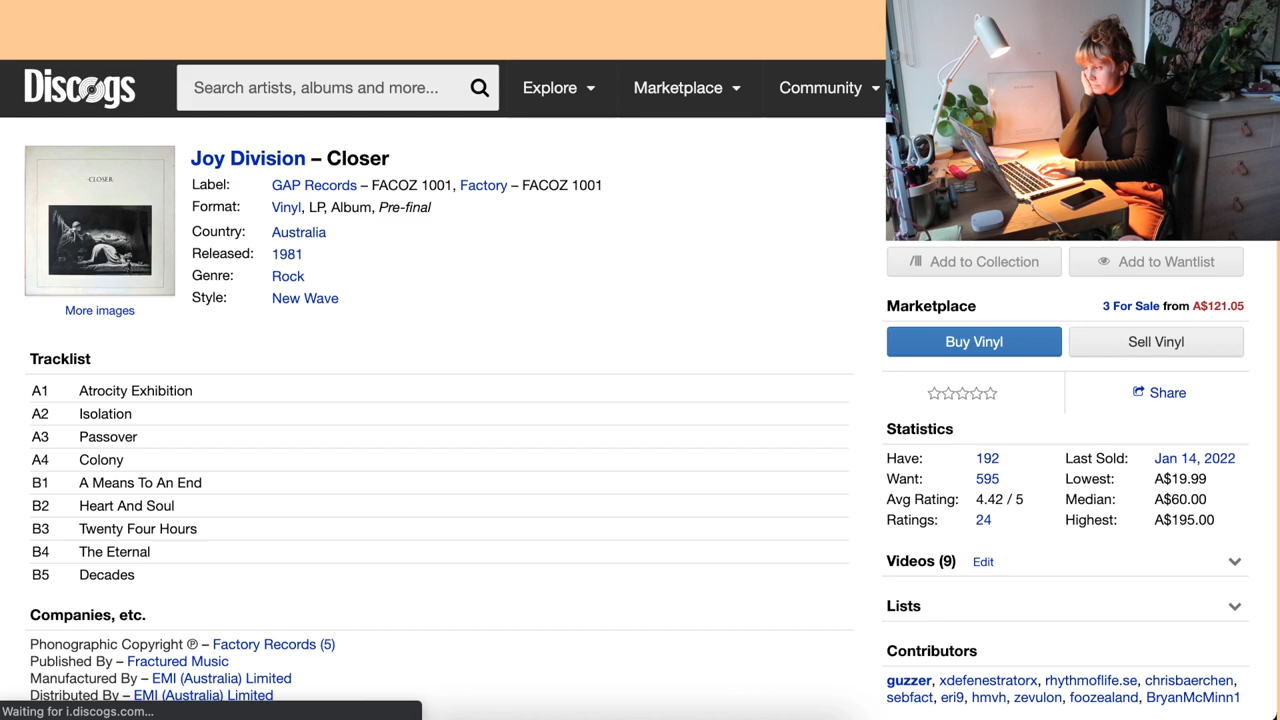 Discogs
Search artists, albums and more...
Explore
Marketplace
Community
CLOSER
Joy Division – Closer
Label: GAP Records – FACOZ 1001, Factory – FACOZ 1001
Format: Vinyl, LP, Album, Pre-final
Country: Australia
Released: 1981
Genre: Rock
Style: New Wave
More images
Tracklist
A1 Atrocity Exhibition
A2 Isolation
A3 Passover
A4 Colony
B1 A Means To An End
B2 Heart And Soul
B3 Twenty Four Hours
B4 The Eternal
B5 Decades
Companies, etc.
Phonographic Copyright ℗ – Factory Records (5)
Published By – Fractured Music
Manufactured By – EMI (Australia) Limited
Distributed By – EMI (Australia) Limited
Waiting for i.discogs.com...
Add to Collection
Add to Wantlist
Marketplace
3 For Sale from A$121.05
Buy Vinyl
Sell Vinyl
Share
Statistics
Have: 192
Want: 595
Avg Rating: 4.42 / 5
Ratings: 24
Last Sold: Jan 14, 2022
Lowest: A$19.99
Median: A$60.00
Highest: A$195.00
Videos (9) Edit
Lists
Contributors
guzzer, xdefenestratorx, rhythmoflife.se, chrisbaerchen,
sebfact, eri9, hmvh, zevulon, foozealand, BryanMcMinn1